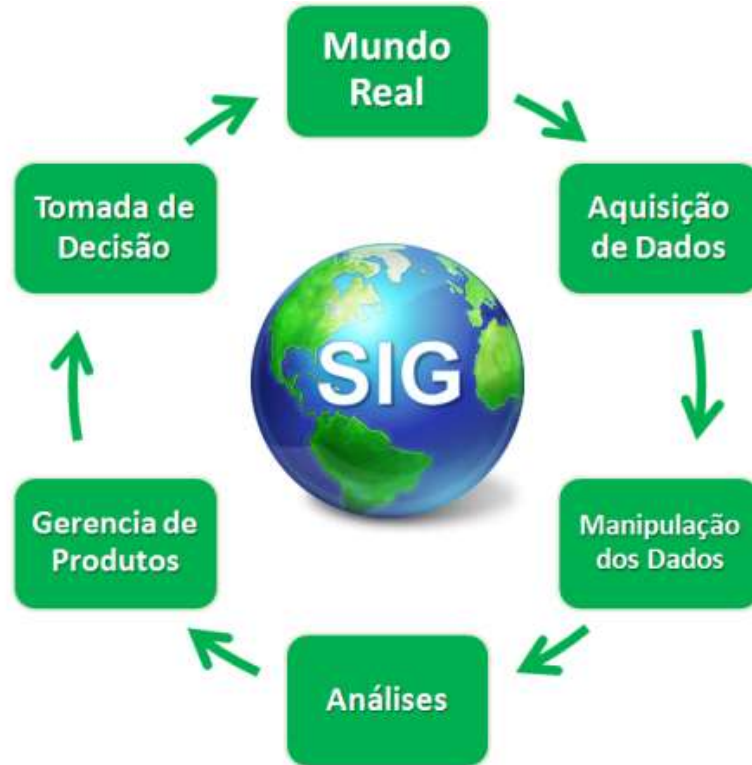 Mundo
Real
Aquisição
de Dados
Manipulação
dos Dados
Análises
Gerencia de
Produtos
Tomada de
Decisão
SIG